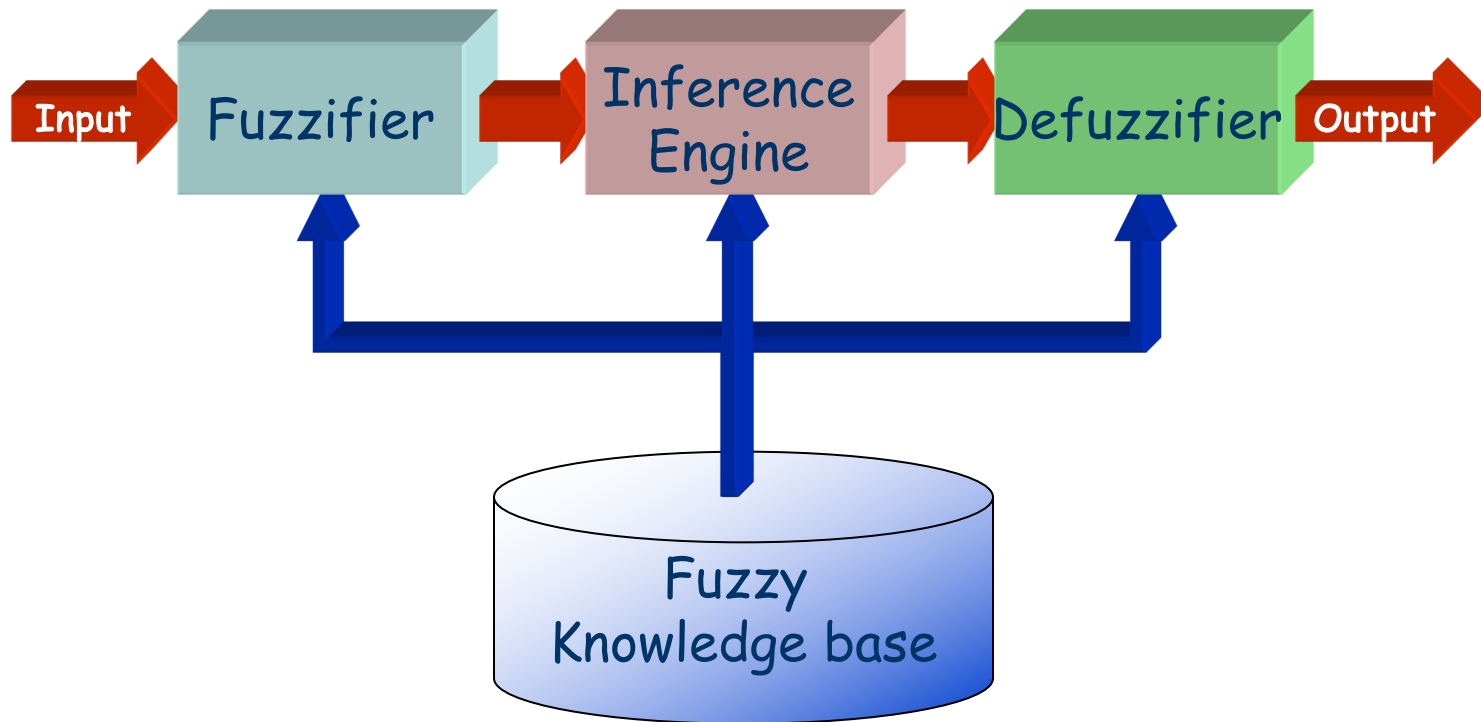 Input
Fuzzifier
Inference
Engine
Defuzzifier
Output
Fuzzy
Knowledge base